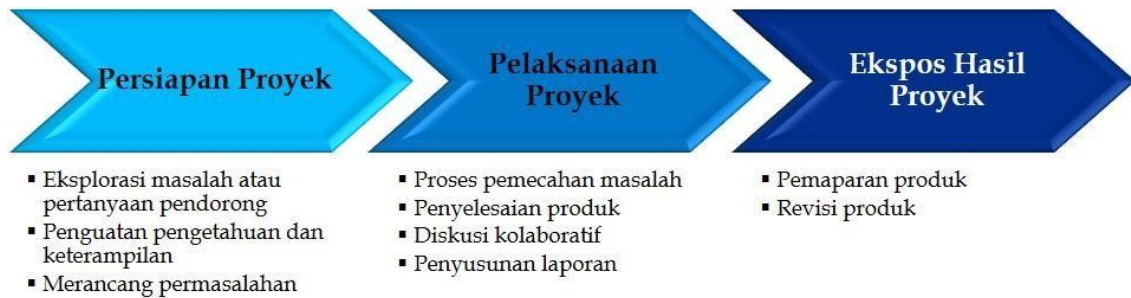 Persiapan Proyek
▪ Eksplorasi masalah atau
pertanyaan pendorong
▪ Penguatan pengetahuan dan
keterampilan
▪ Merancang permasalahan
Pelaksanaan
Proyek
▪ Proses pemecahan masalah
▪ Penyelesaian produk
▪ Diskusi kolaboratif
▪ Penyusunan laporan
Ekspos Hasil
Proyek
▪ Pemaparan produk
▪ Revisi produk